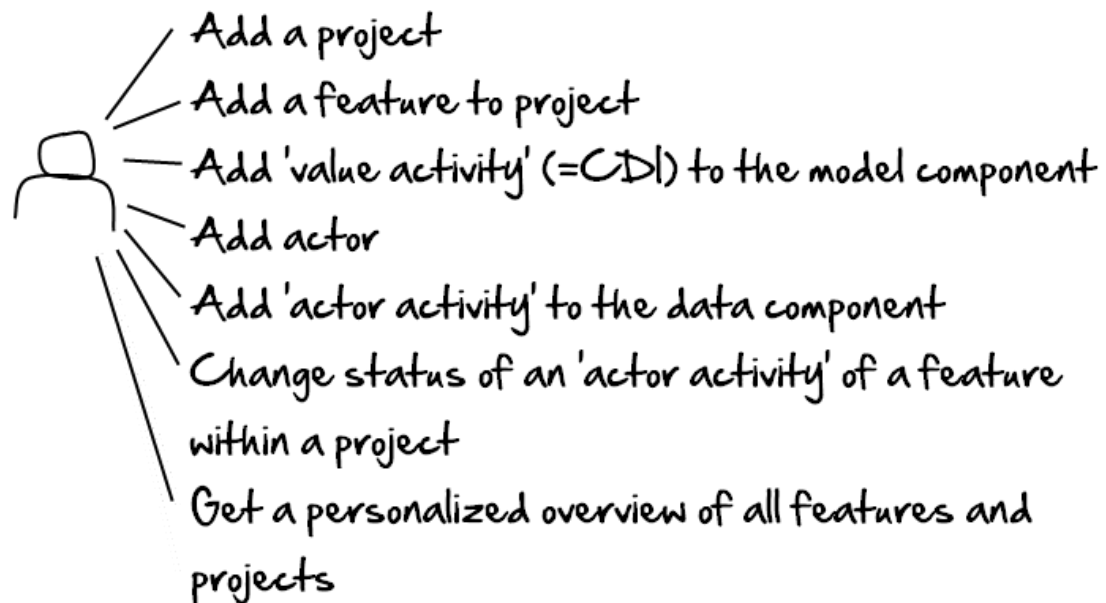 Add a project
Add a feature to project
Add 'value activity' (=CDI) to the model component
Add actor
Add 'actor activity' to the data component
Change status of an 'actor activity' of a feature
within a project
Get a personalized overview of all features and
projects